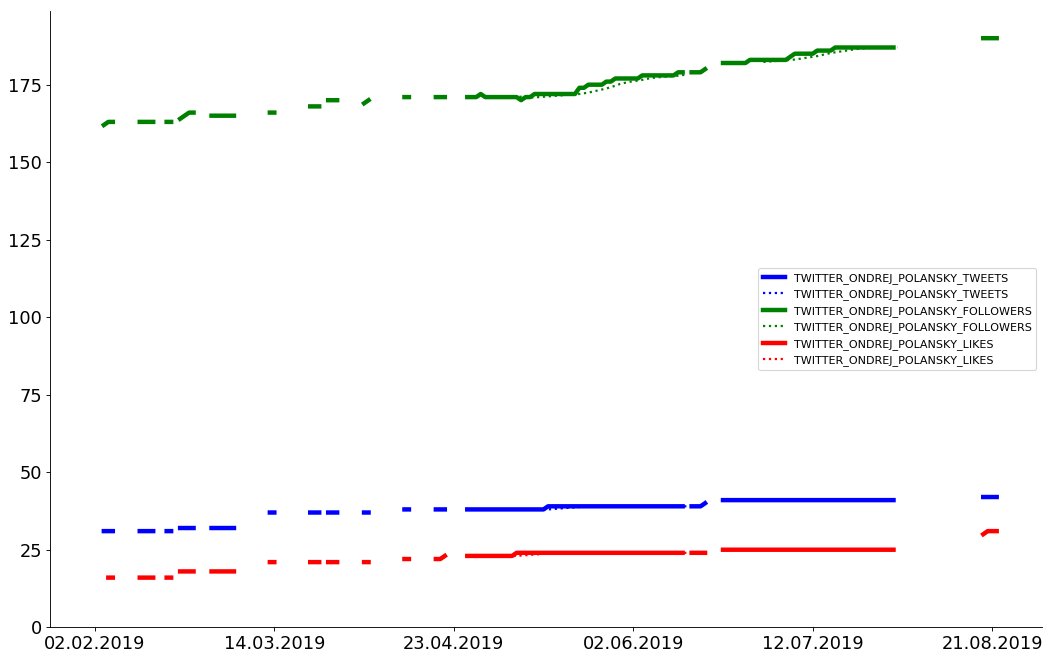 175
150
125
100
75
50
25
0
02.02.2019 14.03.2019 23.04.2019 02.06.2019 12.07.2019 21.08.2019
TWITTER_ONDREJ_POLANSKY_TWEETS
TWITTER_ONDREJ_POLANSKY_TWEETS
TWITTER_ONDREJ_POLANSKY_FOLLOWERS
TWITTER_ONDREJ_POLANSKY_FOLLOWERS
TWITTER_ONDREJ_POLANSKY_LIKES
TWITTER_ONDREJ_POLANSKY_LIKES